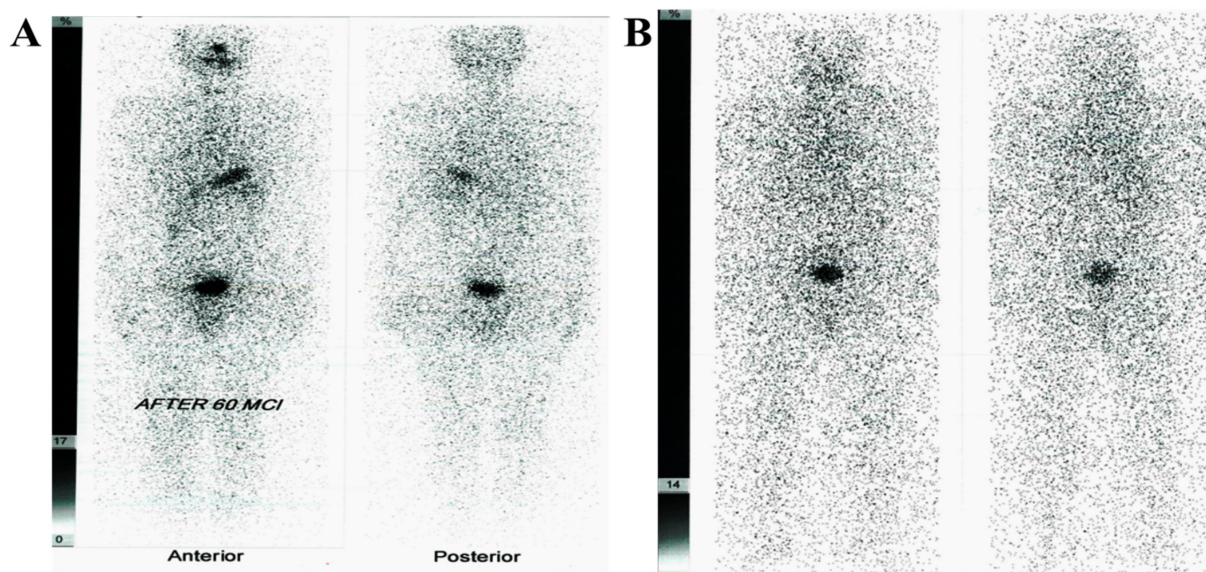 A
%
17
0
AFTER 60 MCI
Anterior
Posterior
B
%
14